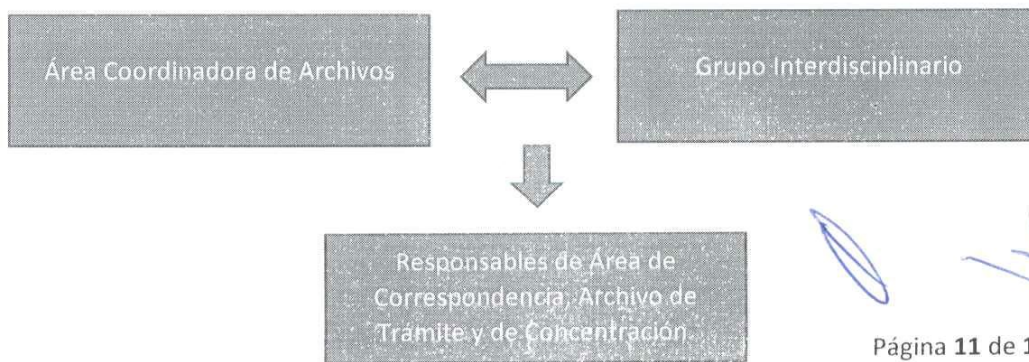 Área Coordinadora de Archivos
Grupo Interdisciplinario
Responsables de Área de
Correspondencia, Archivo de
Trámite y de Concentración.
Página 11 de